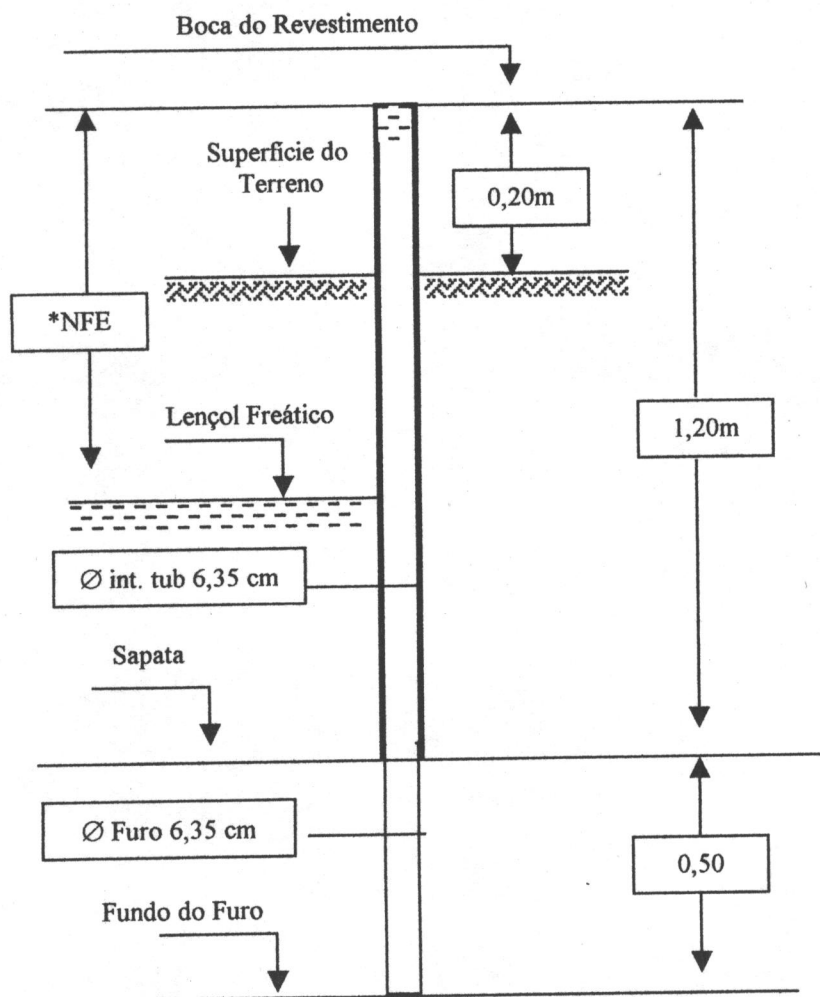 Boca do Revestimento
Superfície do
Terreno
0,20m
*NFE
Lençol Freático
1,20m
Ø int. tub 6,35 cm
Sapata
Ø Furo 6,35 cm
0,50
Fundo do Furo